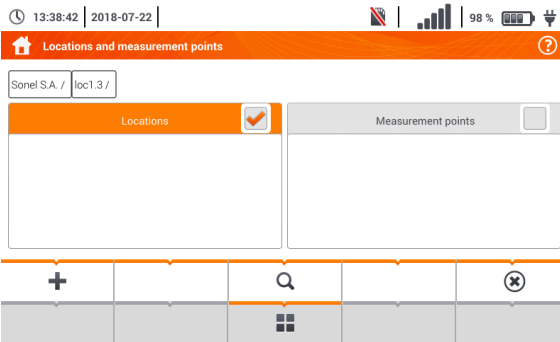 13:38:42 2018-07-22 98 %
Locations and measurement points ?
Sonel S.A. / loc1.3 /
Locations Measurement points